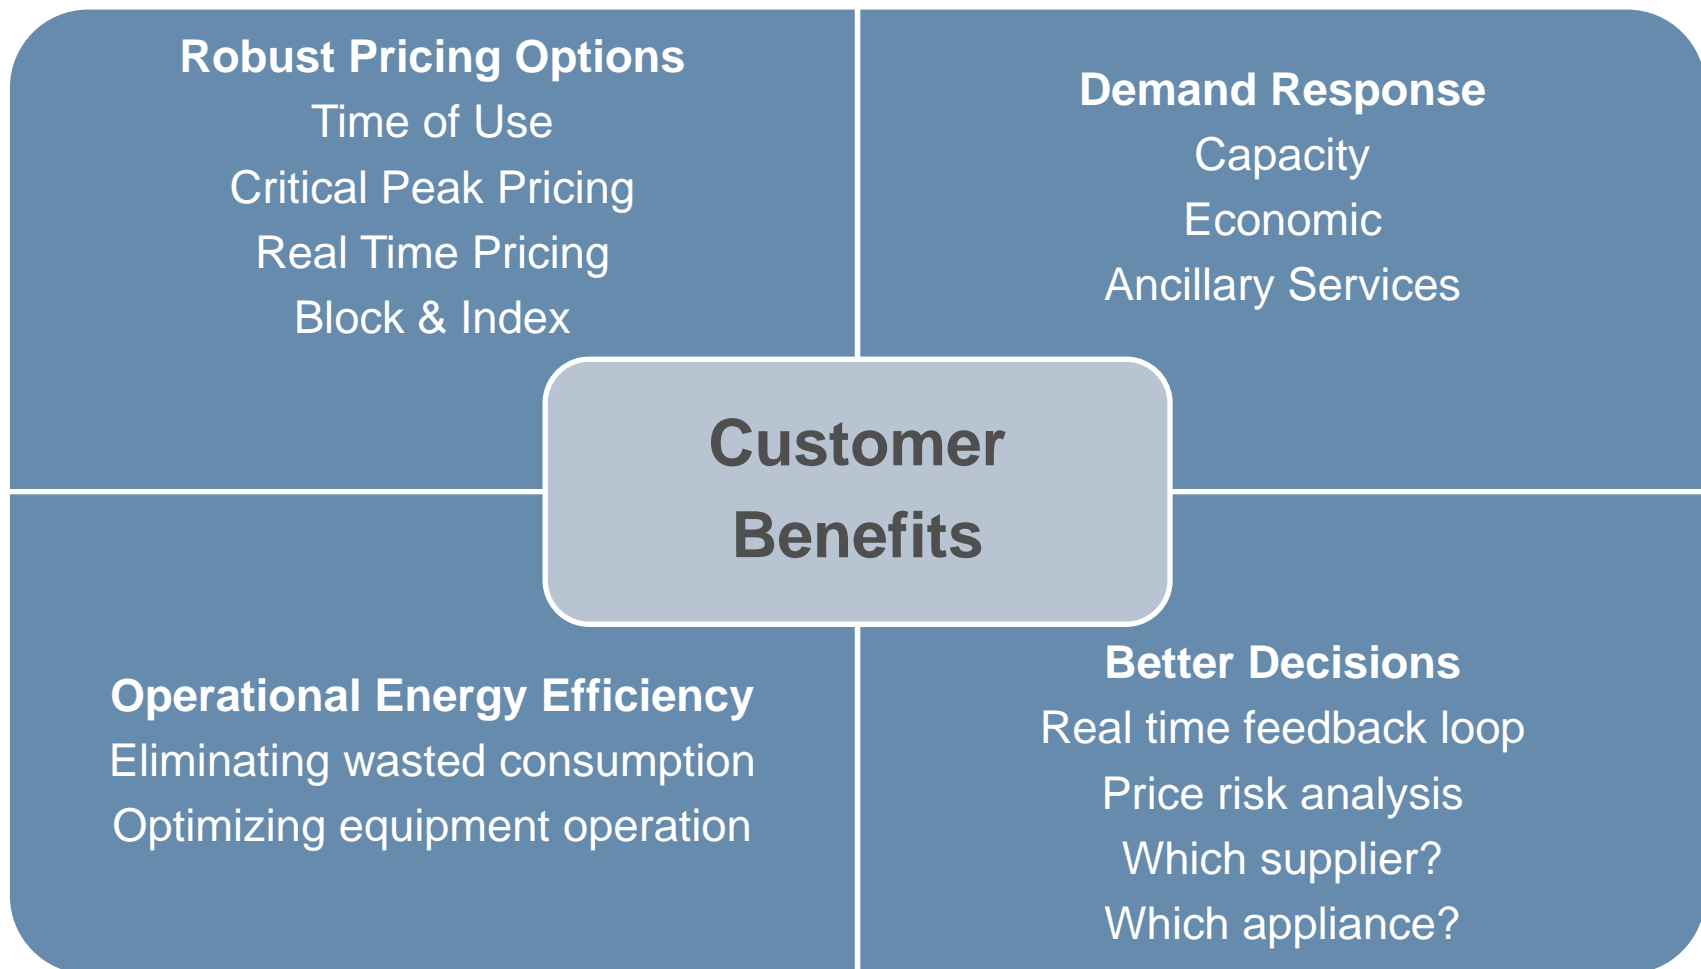 Robust Pricing Options
Time of Use
Critical Peak Pricing
Real Time Pricing
Block & Index
Demand Response
Capacity
Economic
Ancillary Services
Customer
Benefits
Operational Energy Efficiency
Eliminating wasted consumption
Optimizing equipment operation
Better Decisions
Real time feedback loop
Price risk analysis
Which supplier?
Which appliance?